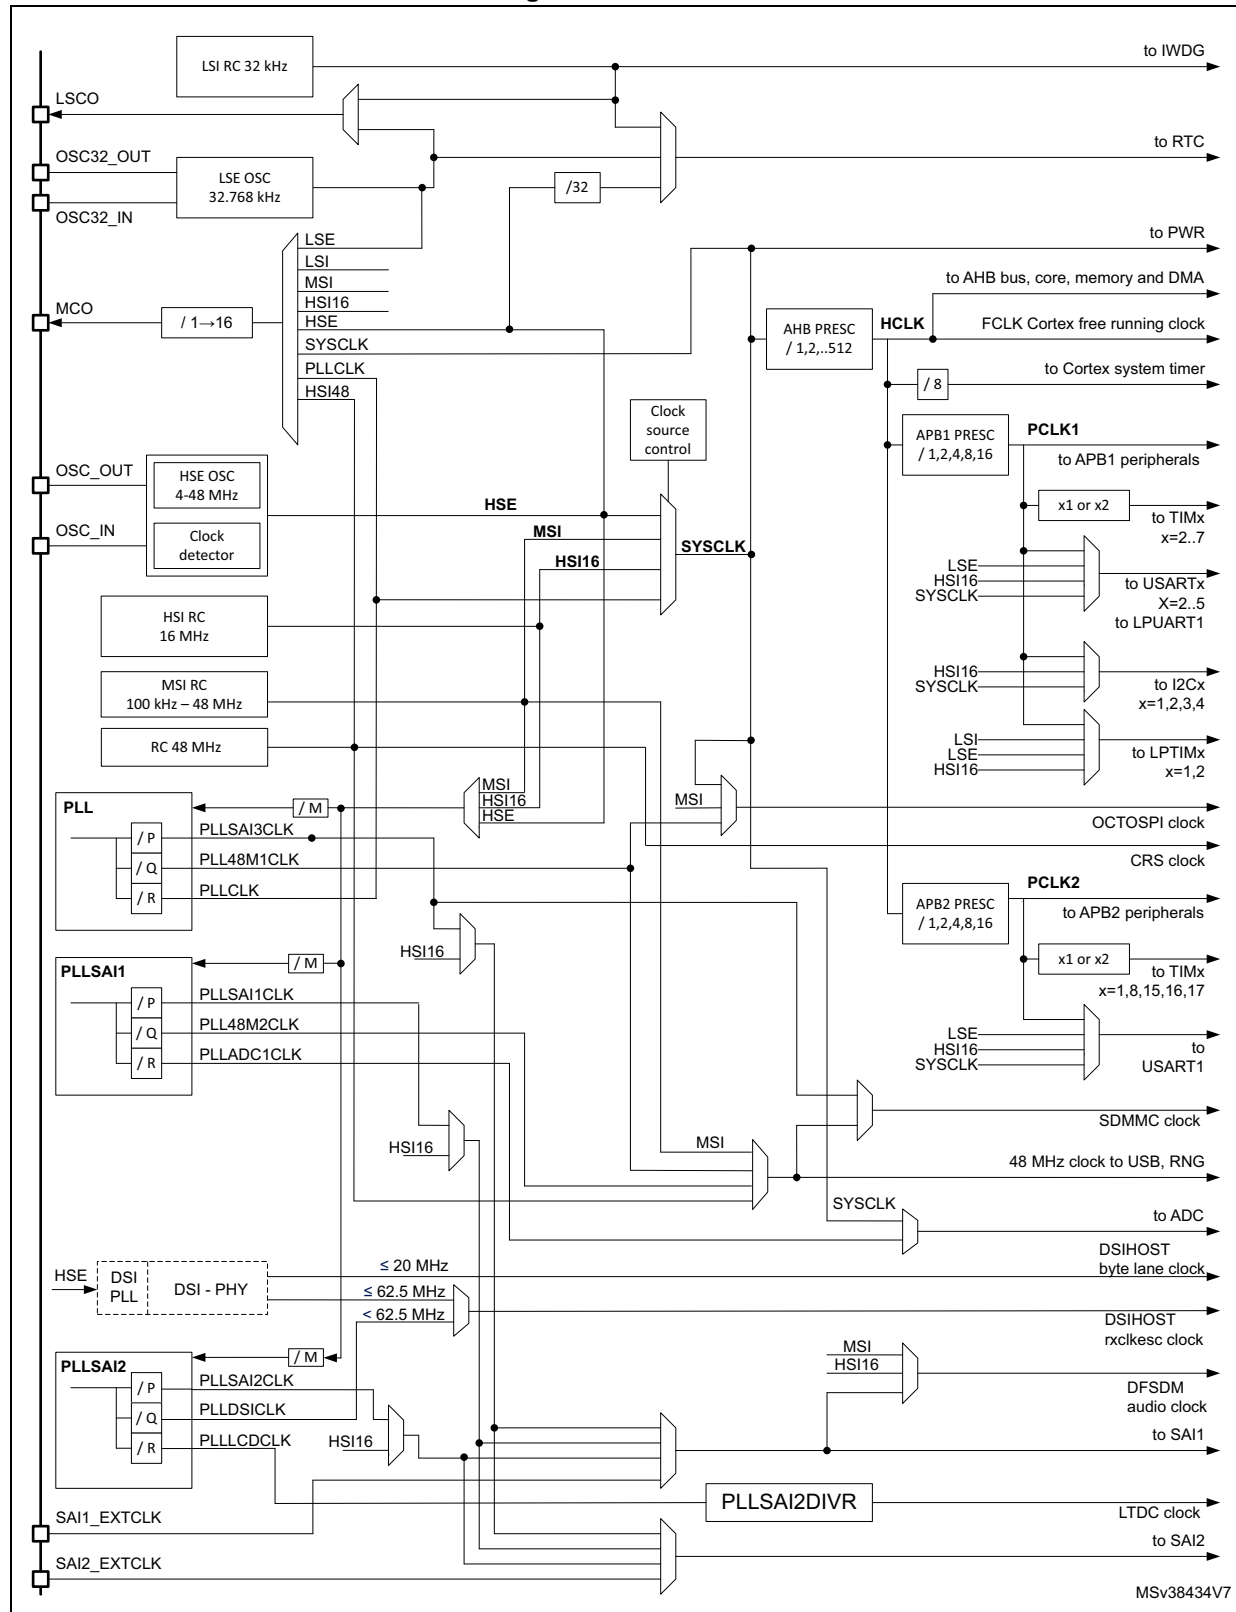 LSI RC 32 kHz
to IWDG
LSCO
to RTC
OSC32_OUT
LSE OSC
32.768 kHz
/32
OSC32_IN
to PWR
LSE
LSI
MSI
HSI16
HSE
SYSCLK
PLLCLK
HSI48
MCO
/ 1→16
to AHB bus, core, memory and DMA
AHB PRESC
/ 1,2,..512
HCLK
FCLK Cortex free running clock
to Cortex system timer
/ 8
Clock
source
control
APB1 PRESC
/ 1,2,4,8,16
PCLK1
to APB1 peripherals
OSC_OUT
HSE OSC
4-48 MHz
OSC_IN
Clock
detector
HSE
MSI
HSI16
SYSCLK
x1 or x2
to TIMx
x=2..7
LSE
HSI16
SYSCLK
to USARTx
X=2..5
to LPUART1
HSI RC
16 MHz
HSI16
SYSCLK
to I2Cx
x=1,2,3,4
MSI RC
100 kHz – 48 MHz
RC 48 MHz
LSI
LSE
HSI16
to LPTIMx
x=1,2
MSI
HSI16
HSE
MSI
OCTOSPI clock
CRS clock
PLL
/ M
/ P
PLLSAI3CLK
/ Q
PLL48M1CLK
/ R
PLLCLK
APB2 PRESC
/ 1,2,4,8,16
PCLK2
to APB2 peripherals
HSI16
x1 or x2
to TIMx
x=1,8,15,16,17
PLLSAI1
/ M
/ P
PLLSAI1CLK
/ Q
PLL48M2CLK
/ R
PLLADC1CLK
LSE
HSI16
SYSCLK
to
USART1
SDMMC clock
HSI16
MSI
48 MHz clock to USB, RNG
SYSCLK
to ADC
HSE
DSI
PLL
DSI - PHY
≤ 20 MHz
DSIHOST
byte lane clock
≤ 62.5 MHz
< 62.5 MHz
DSIHOST
rxclkesc clock
PLLSAI2
/ M
/ P
PLLSAI2CLK
/ Q
PLLDSICLK
/ R
PLLLCDCLK
HSI16
MSI
HSI16
DFSDM
audio clock
to SAI1
PLLSAI2DIVR
LTDC clock
SAI1_EXTCLK
to SAI2
SAI2_EXTCLK
MSv38434V7